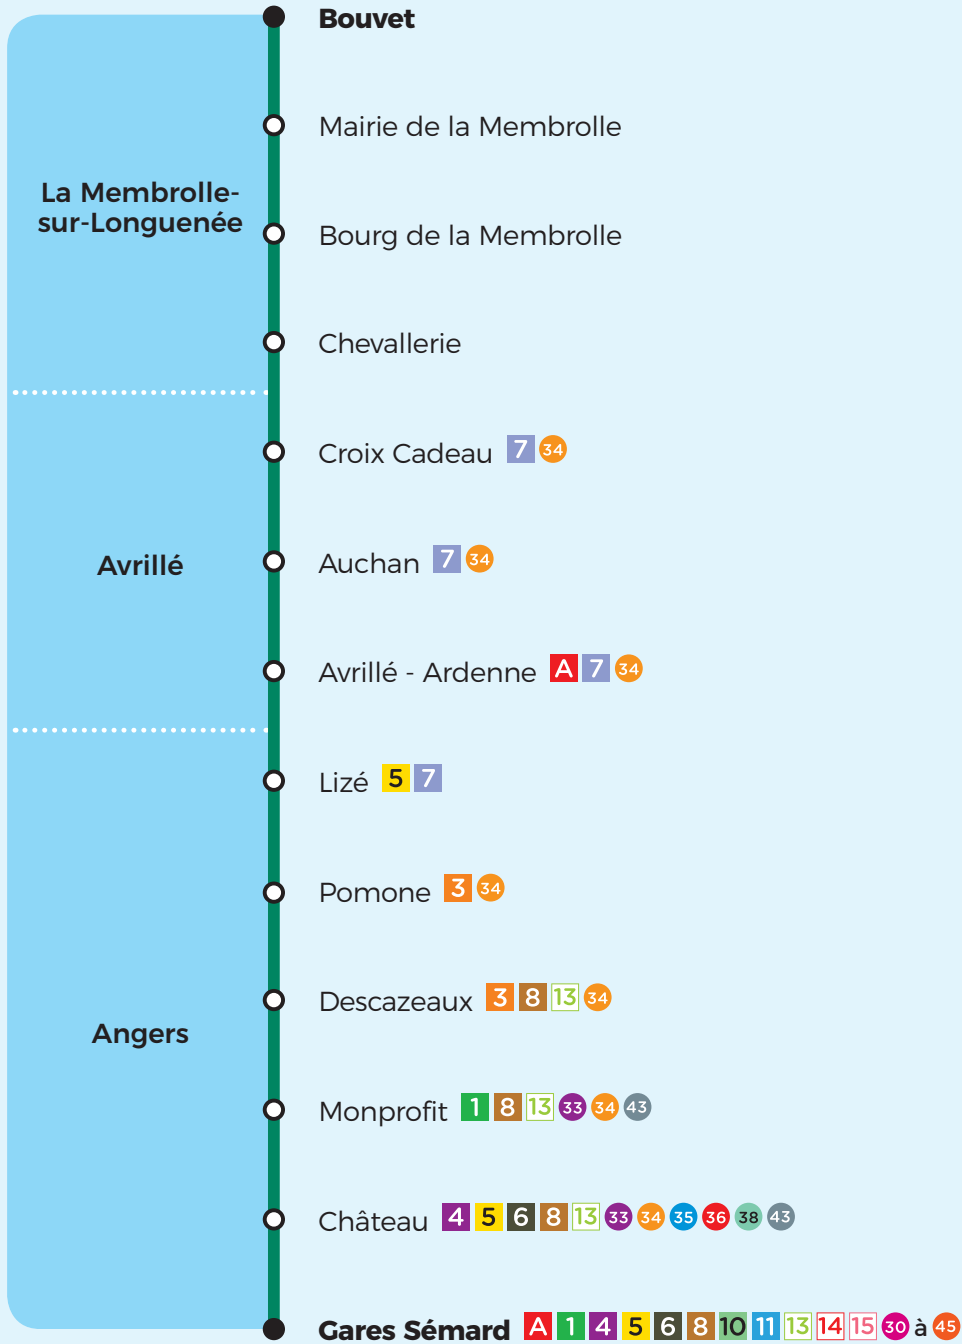 Bouvet
Mairie de la Membrolle
La Membrolle-
sur-Longuenée
Bourg de la Membrolle
Chevallerie
Croix Cadeau 7 34
Avrillé
Auchan 7 34
Avrillé - Ardenne A 7 34
Lizé 5 7
Pomone 3 34
Descazeaux 3 8 13 34
Angers
Monprofit 1 8 13 33 34 43
Château 4 5 6 8 13 33 34 35 36 38 43
Gares Sémard A 1 4 5 6 8 10 11 13 14 15 30 à 45